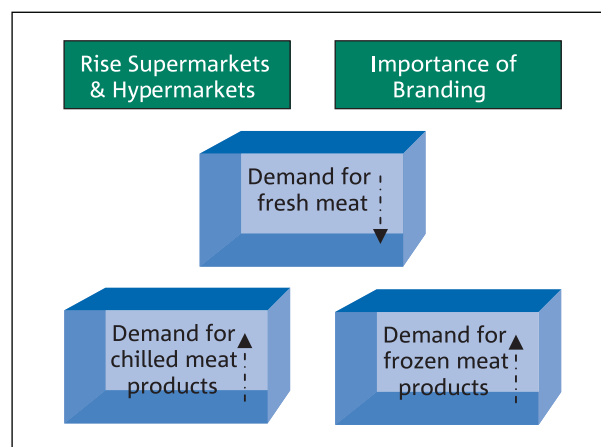 Rise Supermarkets
& Hypermarkets
Importance of
Branding
Demand for
fresh meat
Demand for
chilled meat
products
Demand for
frozen meat
products